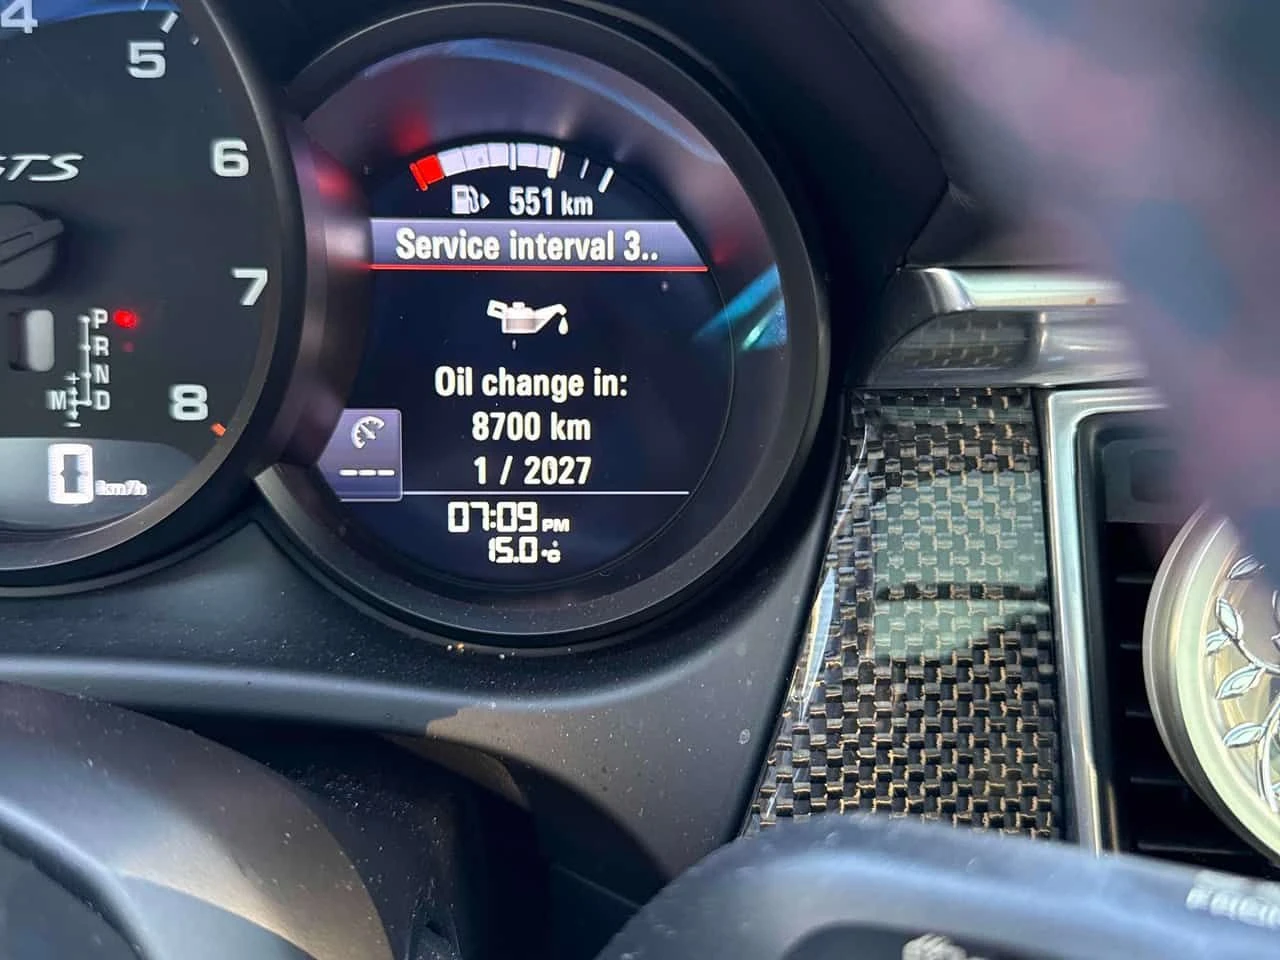 4
5
6
7
8
GTS
P
R
N
M D
0 km/h
551 km
Service interval 3..
Oil change in:
8700 km
1 / 2027
---
07:09 PM
15.0 °C